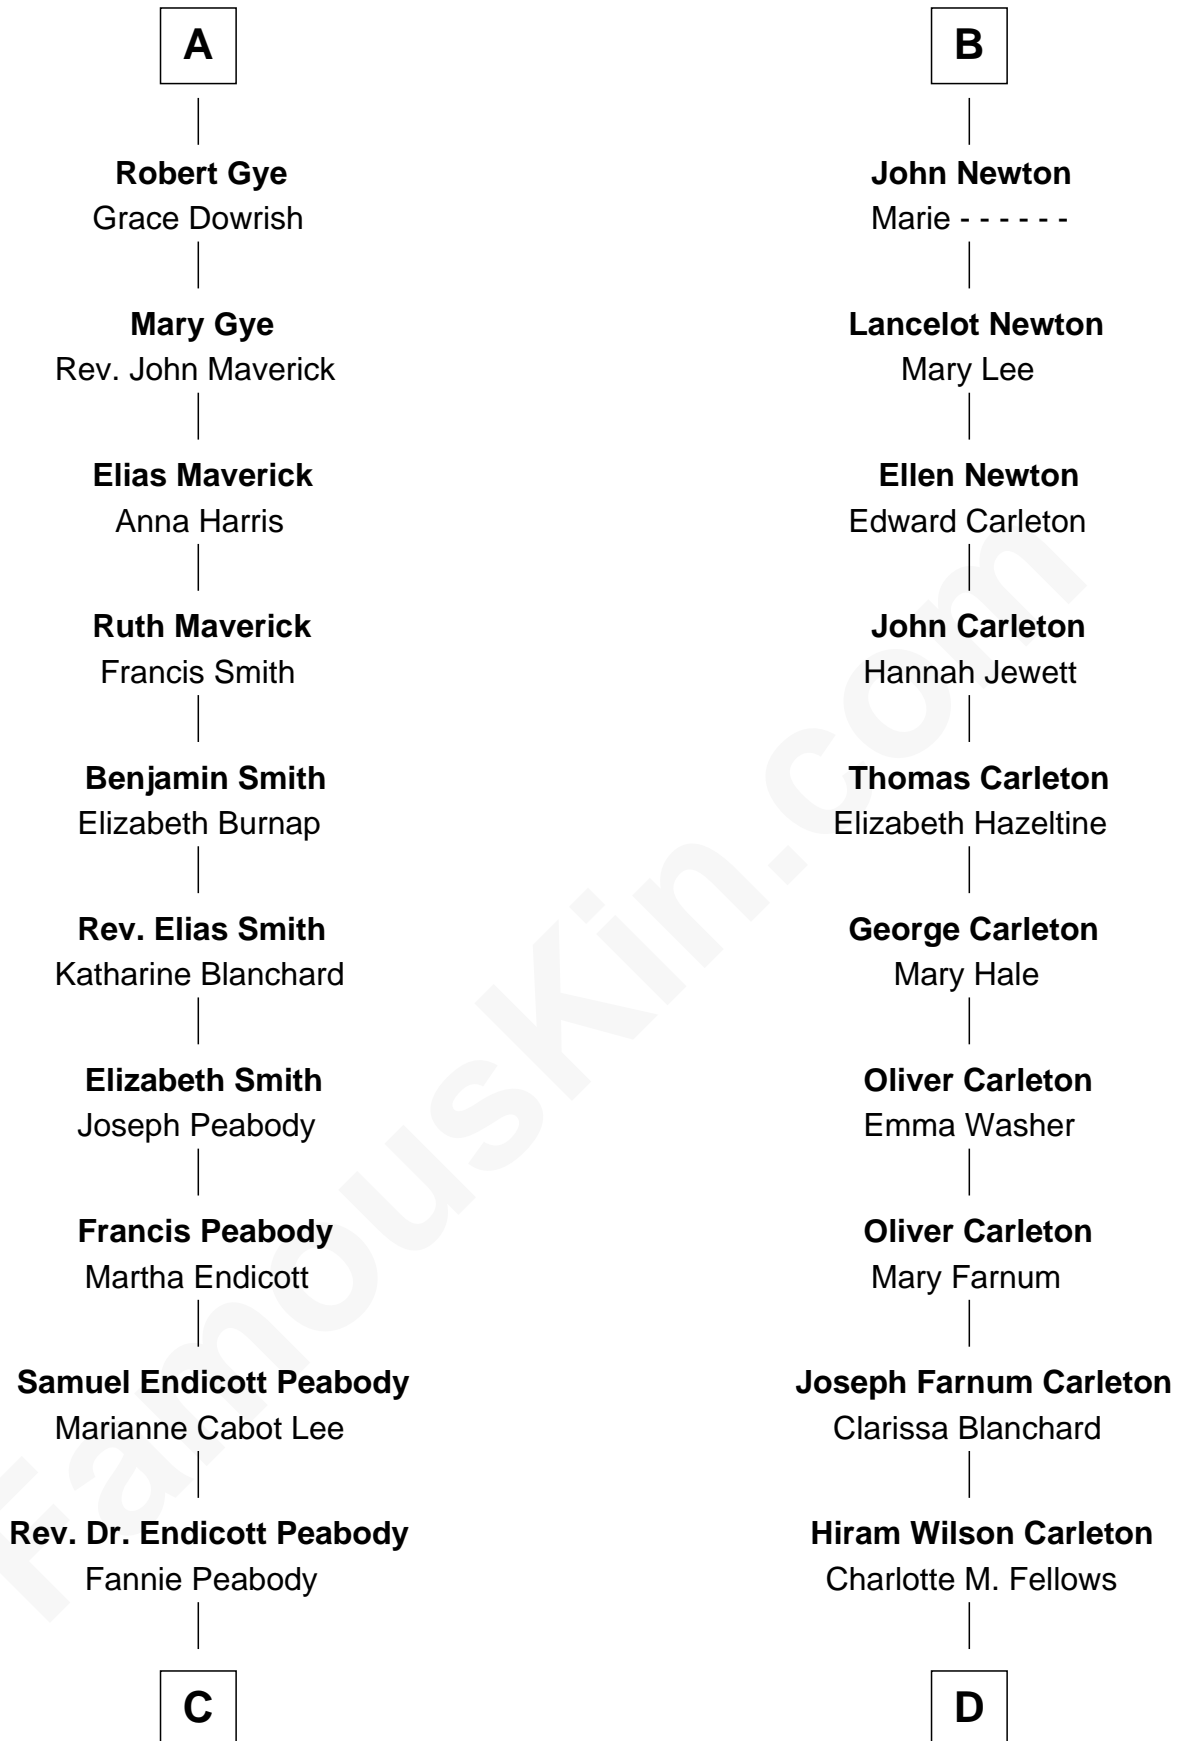 A
B
Robert Gye
Grace Dowrish
John Newton
Marie - - - - - -
Mary Gye
Rev. John Maverick
Lancelot Newton
Mary Lee
Elias Maverick
Anna Harris
Ellen Newton
Edward Carleton
Ruth Maverick
Francis Smith
John Carleton
Hannah Jewett
Benjamin Smith
Elizabeth Burnap
Thomas Carleton
Elizabeth Hazeltine
Rev. Elias Smith
Katharine Blanchard
George Carleton
Mary Hale
Elizabeth Smith
Joseph Peabody
Oliver Carleton
Emma Washer
Francis Peabody
Martha Endicott
Oliver Carleton
Mary Farnum
Samuel Endicott Peabody
Marianne Cabot Lee
Joseph Farnum Carleton
Clarissa Blanchard
Rev. Dr. Endicott Peabody
Fannie Peabody
Hiram Wilson Carleton
Charlotte M. Fellows
C
D
FamousKin.com